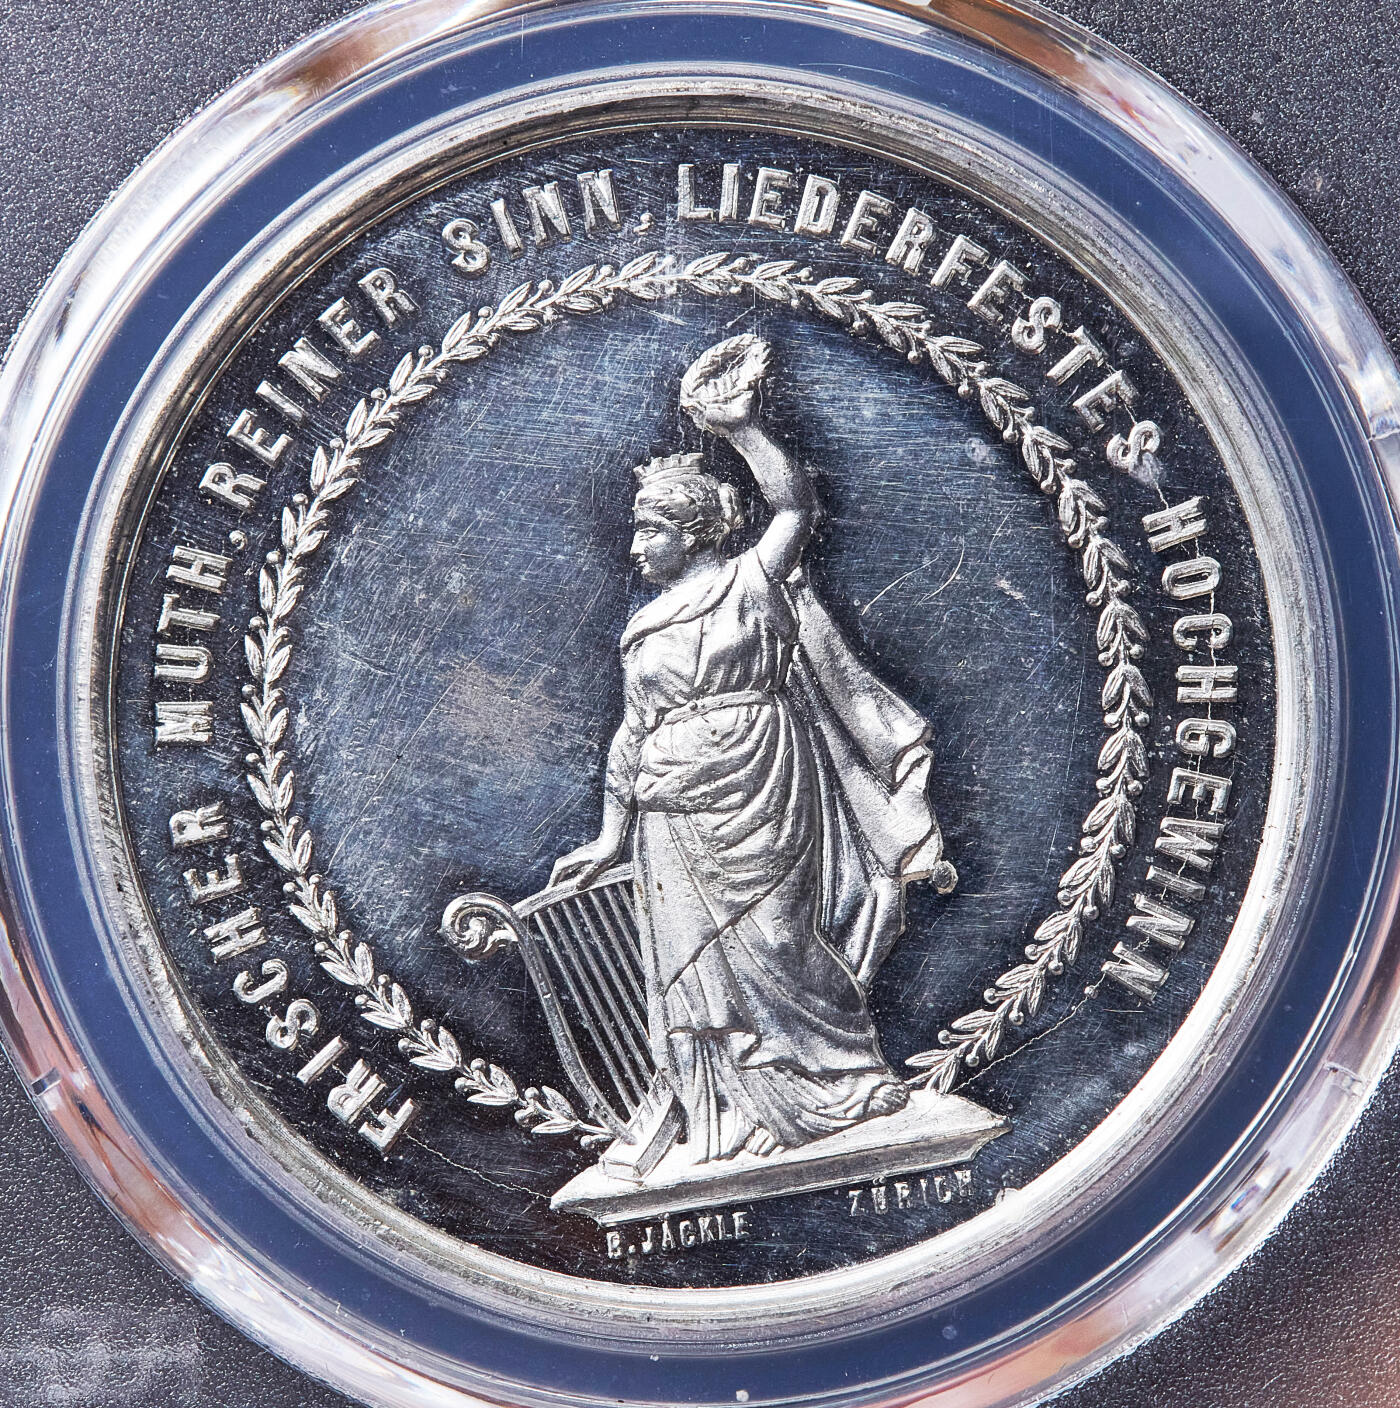 FRISCHER MUTH, REINER SINN, LIEDERFESTES HOCHGEWINN
E. JÄCKLE ZÜRICH